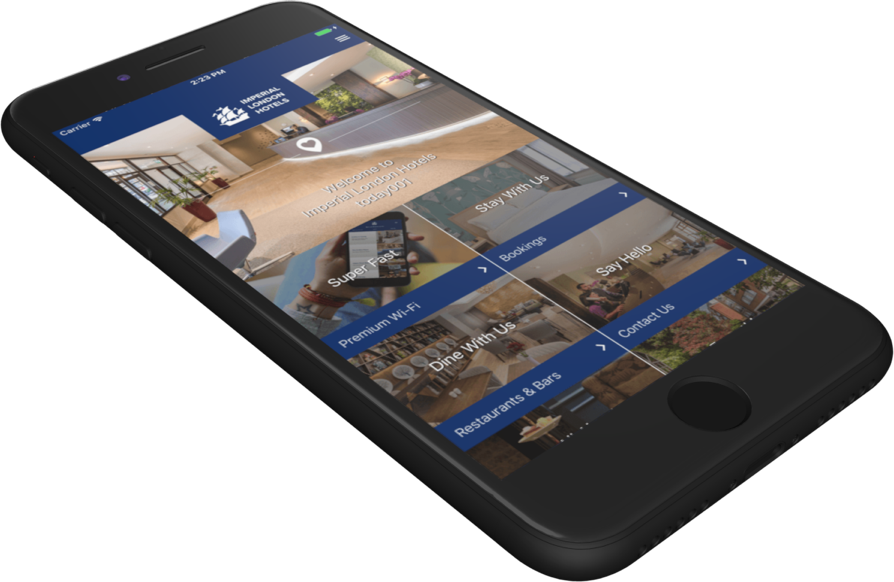 Carrier
2:23 PM
IMPERIAL
LONDON
HOTELS
Welcome to
Imperial London Hotels
today001
Super Fast
Premium Wi-Fi
Stay With Us
Bookings
Dine With Us
Restaurants & Bars
Say Hello
Contact Us